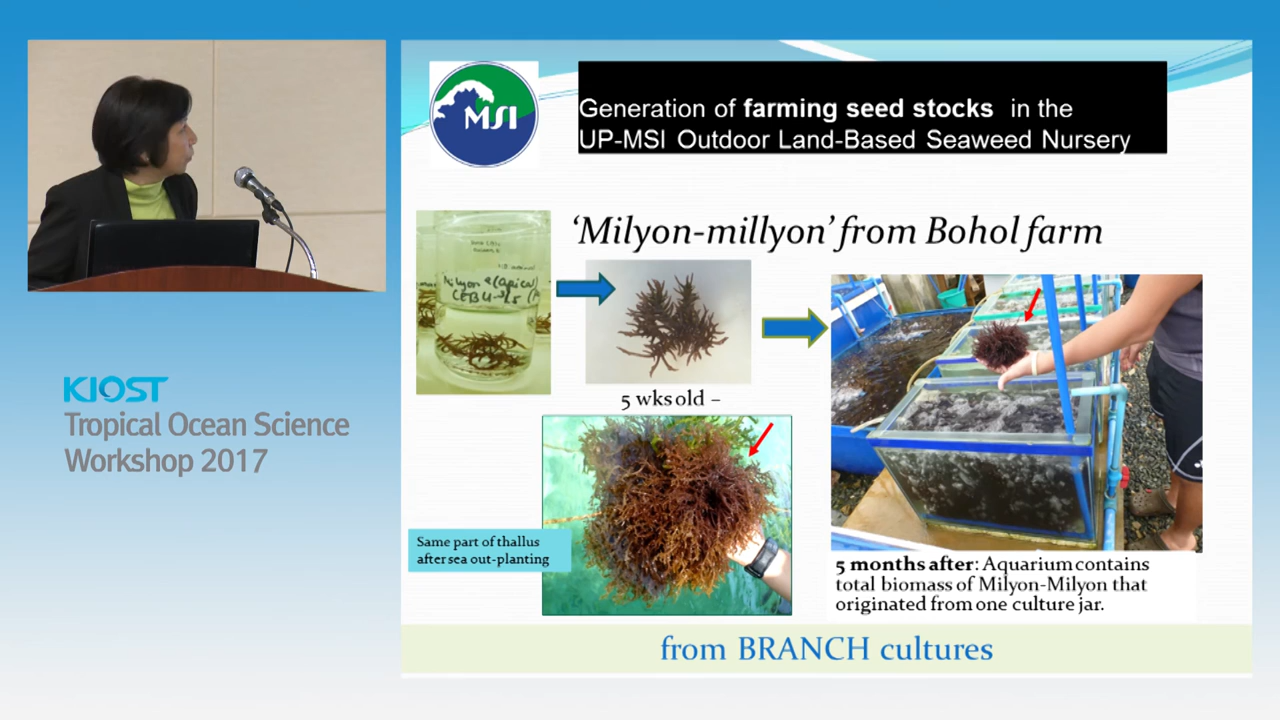 MSI
Generation of farming seed stocks in the
UP-MSI Outdoor Land-Based Seaweed Nursery
'Milyon-millyon' from Bohol farm
5 wksold –
Same part of thallus
after sea out-planting
5 months after: Aquarium contains
total biomass of Milyon-Milyon that
originated from one culture jar.
from BRANCH cultures
KIOST
Tropical Ocean Science
Workshop 2017